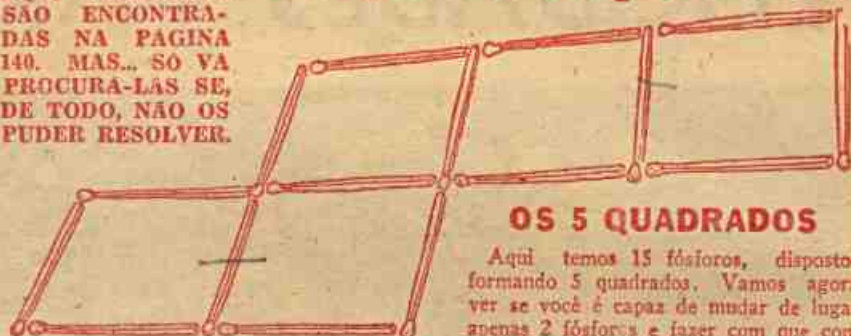 SÃO ENCONTRA-
DAS NA PAGINA
140. MAS... SO VA
PROCURÁ-LAS SE,
DE TODO, NÃO OS
PUDER RESOLVER.
OS 5 QUADRADOS
Aqui temos 15 fósforos, disposto
formando 5 quadrados. Vamos agor
ver se você é capaz de mudar de luga
apenas 2 fósforos e fazer com que